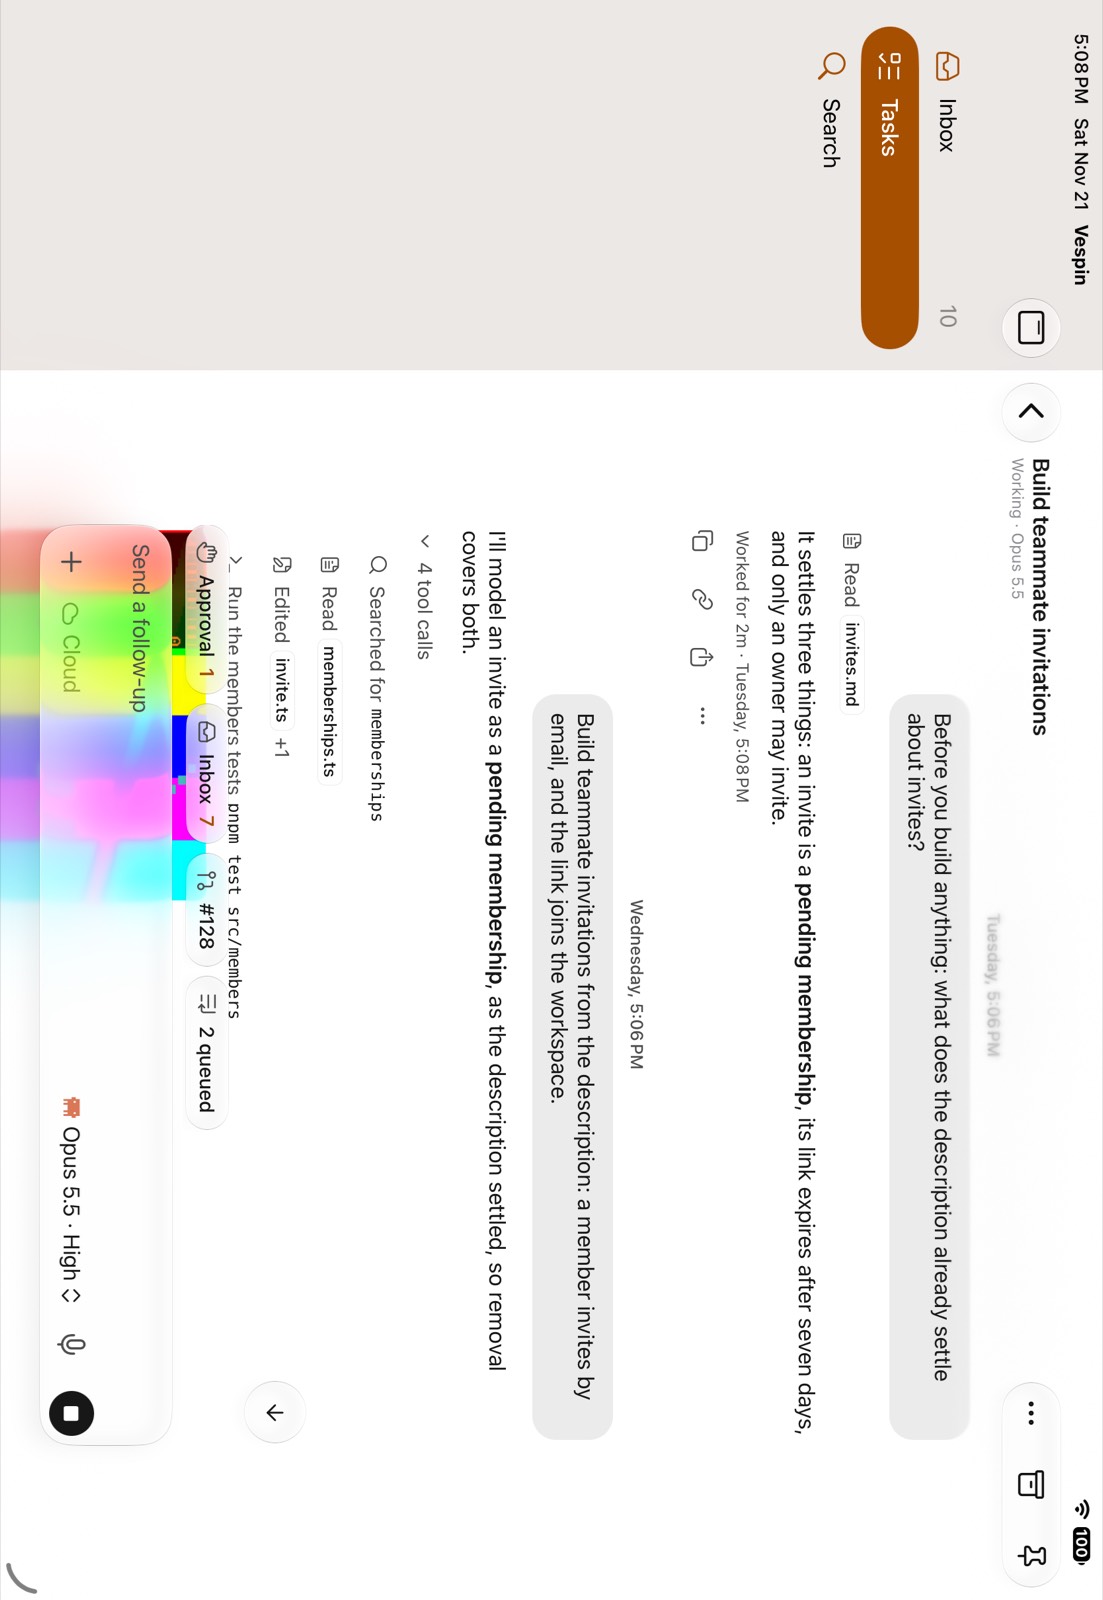 5:08 PM Sat Nov 21 Vespin
100
Build teammate invitations
Working · Opus 5.5
Inbox 10
Tasks
Search
Tuesday, 5:06 PM
Before you build anything: what does the description already settle
about invites?
Read invites.md
It settles three things: an invite is a pending membership, its link expires after seven days,
and only an owner may invite.
Worked for 2m · Tuesday, 5:08 PM
Wednesday, 5:06 PM
Build teammate invitations from the description: a member invites by
email, and the link joins the workspace.
I'll model an invite as a pending membership, as the description settled, so removal
covers both.
4 tool calls
Searched for memberships
Read memberships.ts
Edited invite.ts +1
Run the members tests pnpm test src/members
Approval 1 Inbox 7 #128 2 queued
Send a follow-up
Cloud Opus 5.5 · High